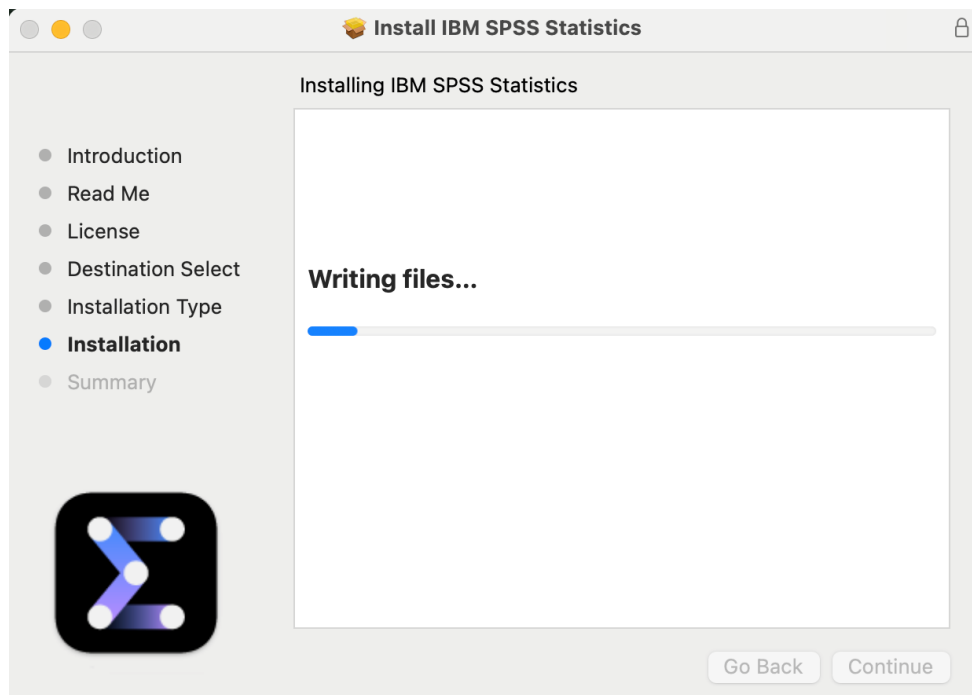 Install IBM SPSS Statistics
Installing IBM SPSS Statistics
Introduction
Read Me
License
Destination Select
Installation Type
Installation
Summary
Writing files...
Go Back
Continue